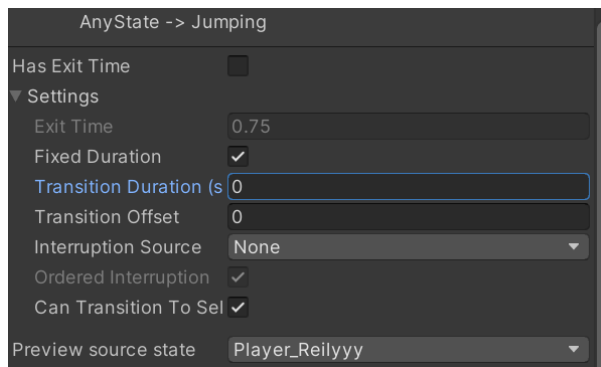 AnyState -> Jumping
Has Exit Time
Settings
Exit Time 0.75
Fixed Duration
Transition Duration (s 0
Transition Offset 0
Interruption Source None
Ordered Interruption
Can Transition To Sel
Preview source state Player_Reilyyy